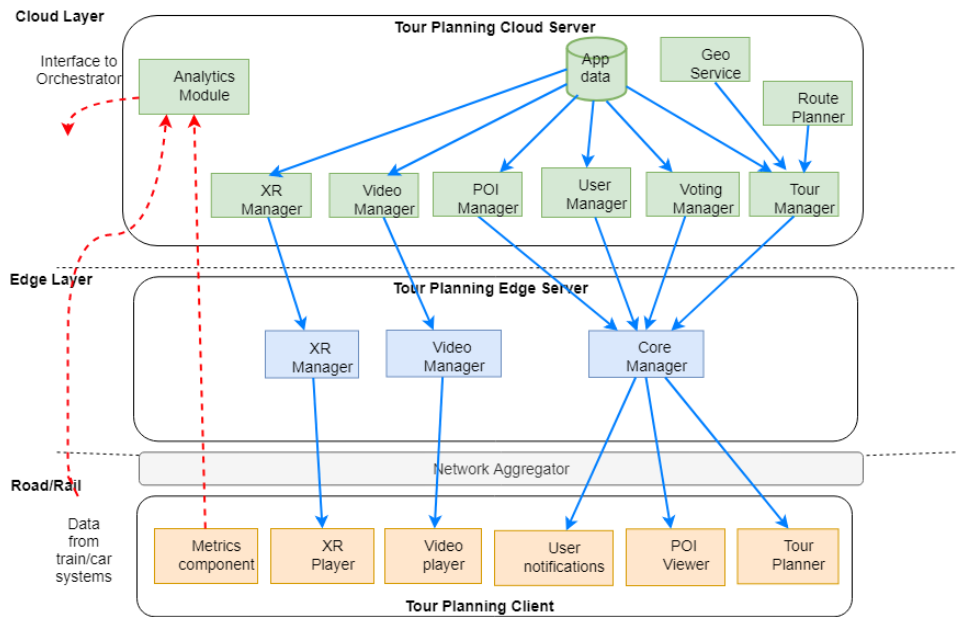 Cloud Layer
Tour Planning Cloud Server
Interface to
Orchestrator
Analytics
Module
App
data
Geo
Service
Route
Planner
XR
Manager
Video
Manager
POI
Manager
User
Manager
Voting
Manager
Tour
Manager
Edge Layer
Tour Planning Edge Server
XR
Manager
Video
Manager
Core
Manager
Network Aggregator
Road/Rail
Data
from
train/car
systems
Metrics
component
XR
Player
Video
player
User
notifications
POI
Viewer
Tour
Planner
Tour Planning Client